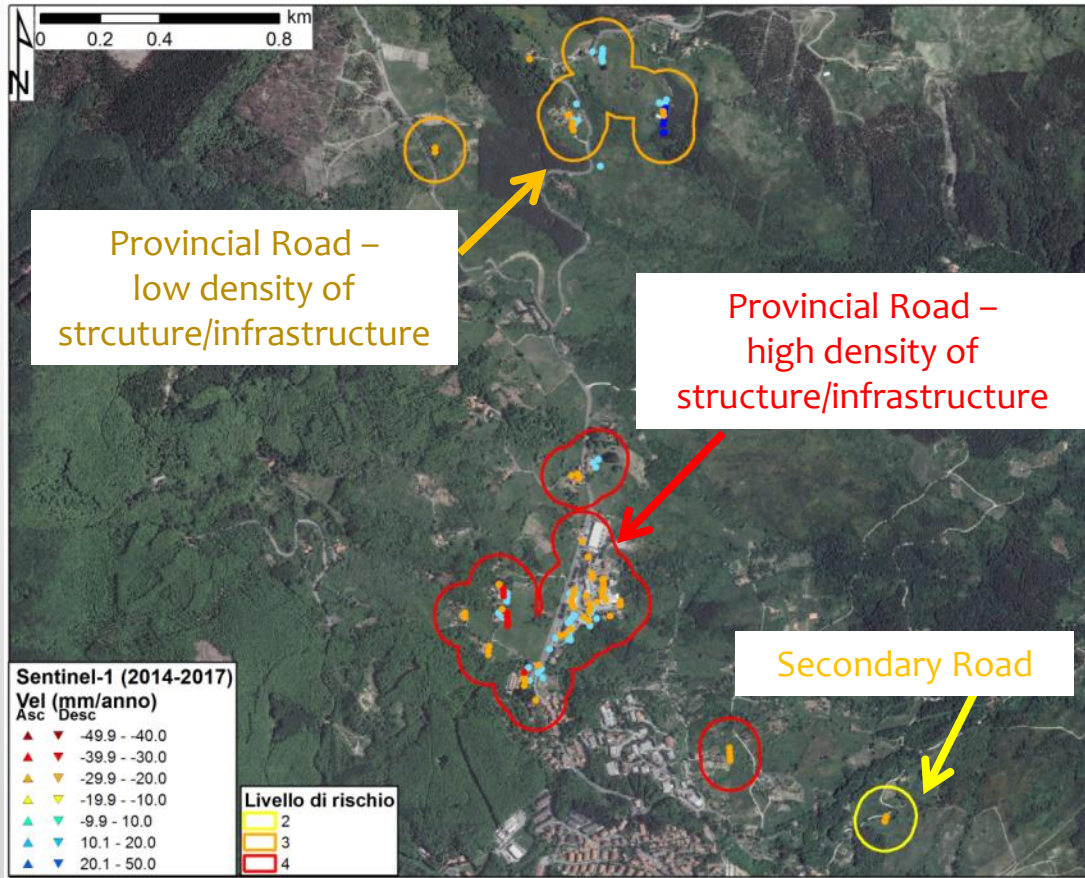 km
0 0.2 0.4 0.8
N
Provincial Road –
low density of
strcuture/infrastructure
Provincial Road –
high density of
structure/infrastructure
Secondary Road
Sentinel-1 (2014-2017)
Vel (mm/anno)
Asc Desc
-49.9 - -40.0
-39.9 - -30.0
-29.9 - -20.0
-19.9 - -10.0
-9.9 - 10.0
10.1 - 20.0
20.1 - 50.0
Livello di rischio
2
3
4